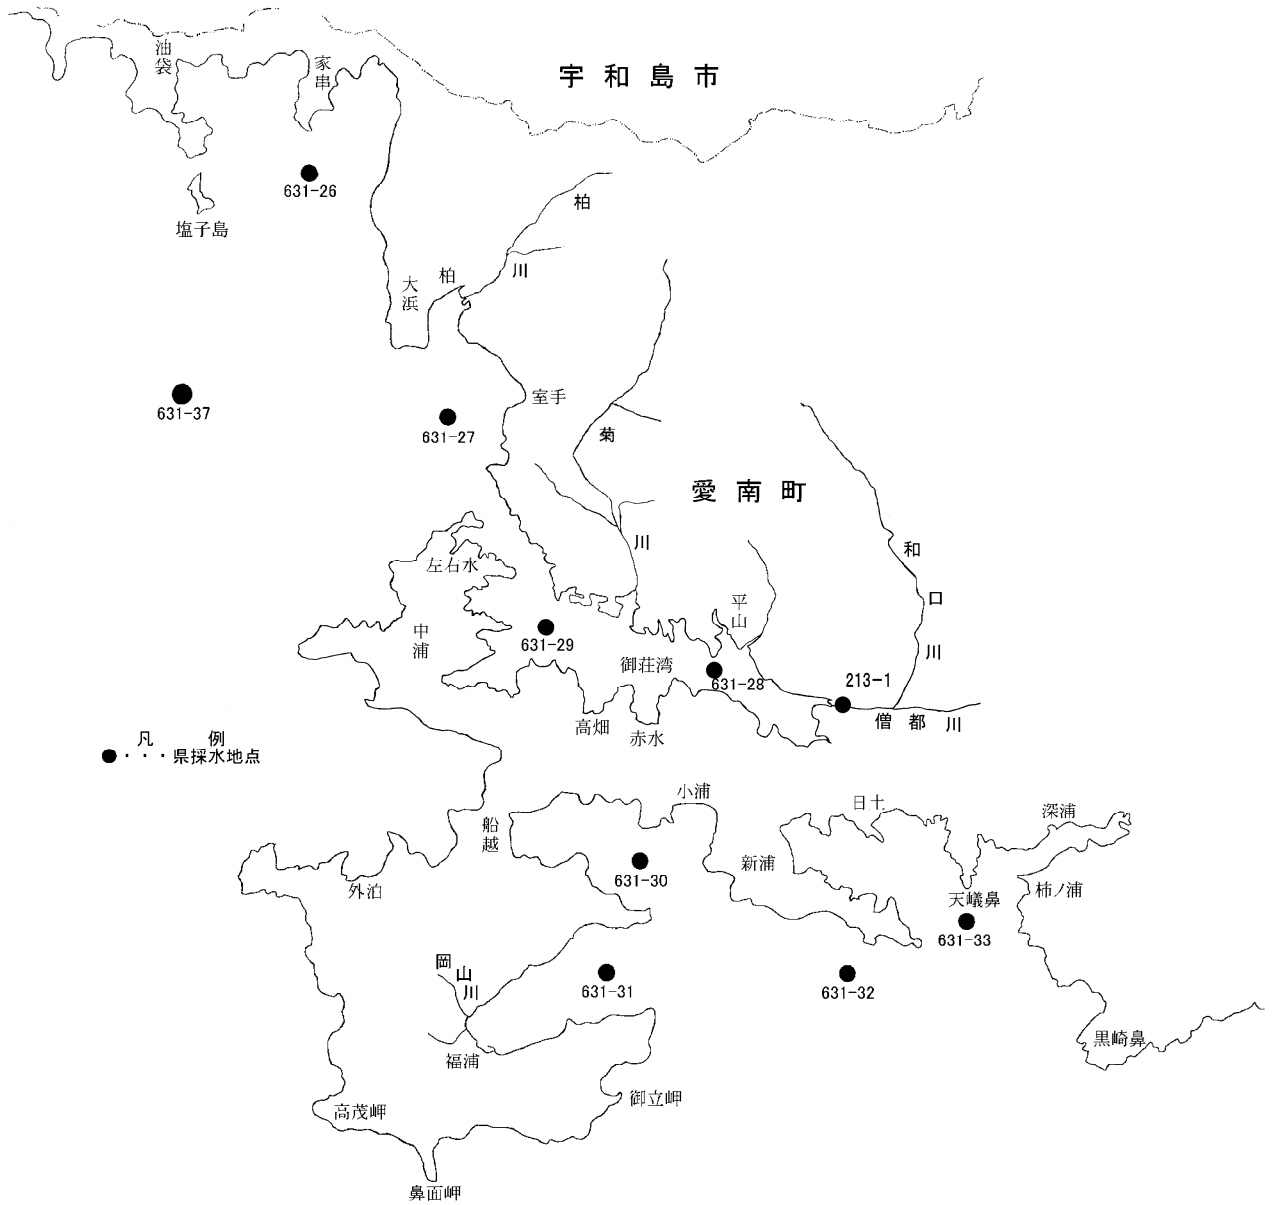 油袋
家串
宇和島市
631-26
塩子島
柏
川
柏
大浜
室手
631-37
631-27
菊
愛南町
川
和
口
川
左右水
平山
中浦
631-29
御荘湾
631-28
213-1
高畑
赤水
僧都川
凡例
●・・・県採水地点
小浦
日土
深浦
船越
新浦
631-30
外泊
天嶬鼻
柿ノ浦
631-33
岡山川
631-31
631-32
福浦
黒崎鼻
御立岬
高茂岬
鼻面岬